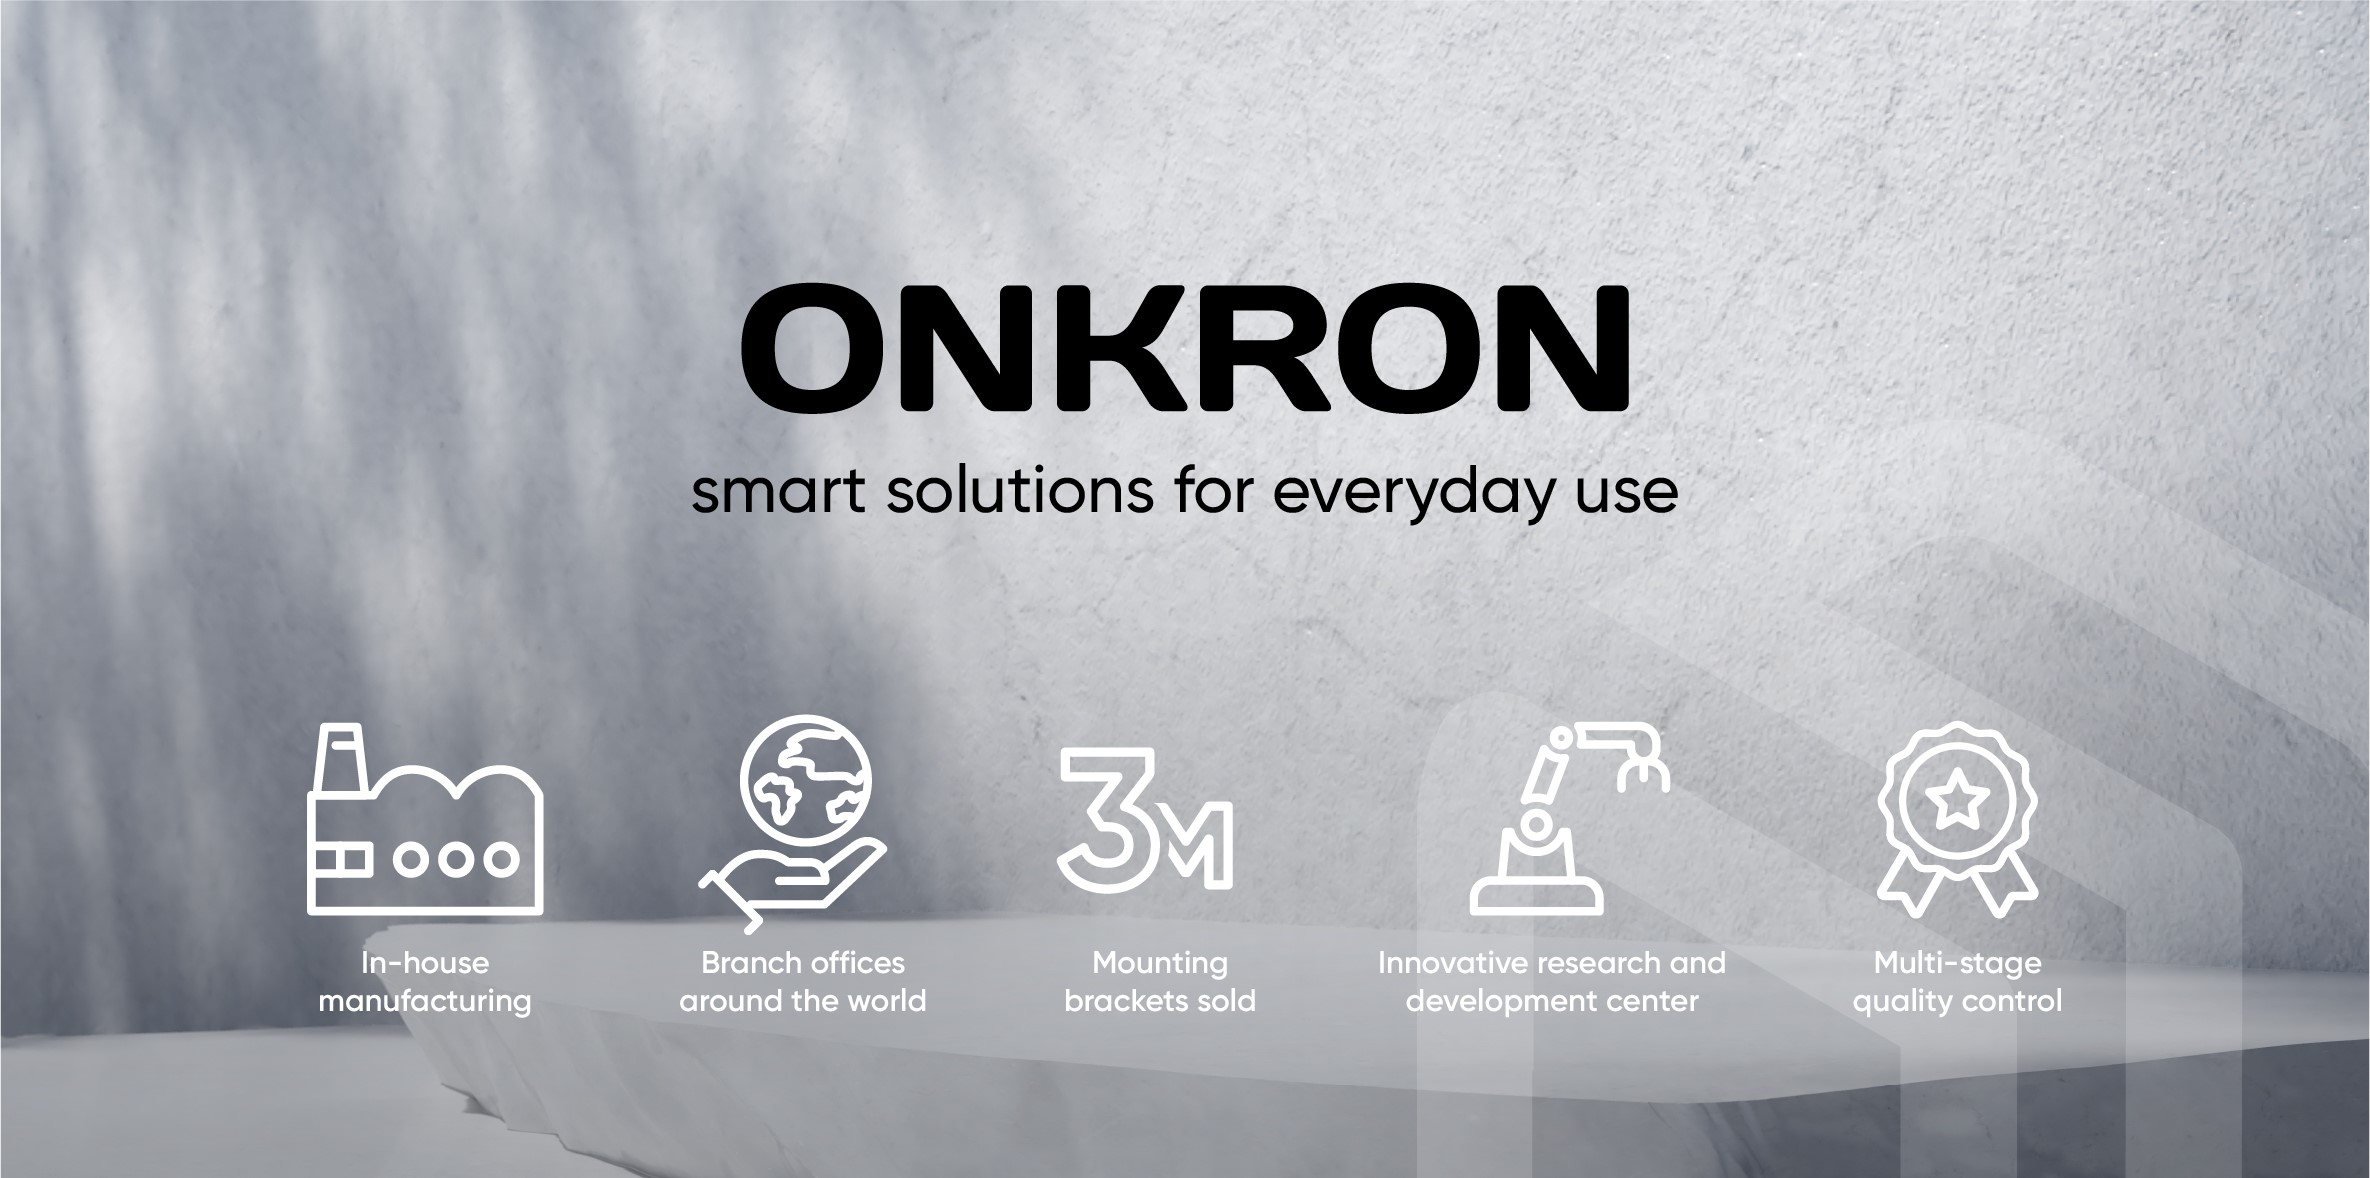 ONKRON
smart solutions for everyday use
3M
In-house
manufacturing
Branch offices
around the world
Mounting
brackets sold
Innovative research and
development center
Multi-stage
quality control